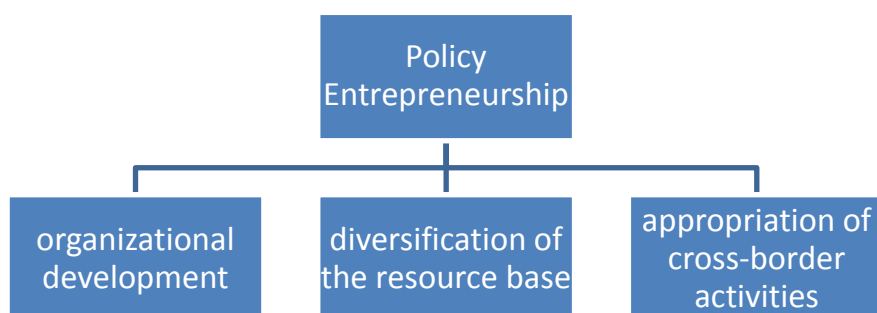 Policy
Entrepreneurship
organizational
development
diversification of
the resource base
appropriation of
cross-border
activities